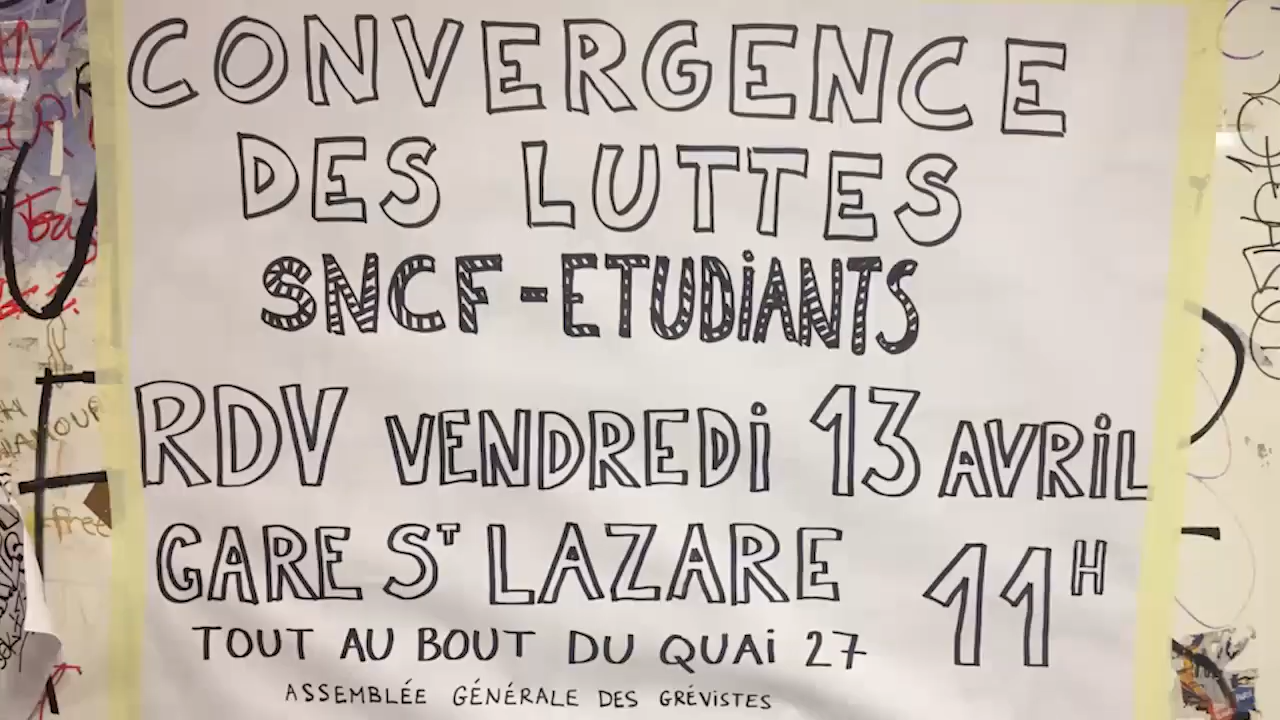 CONVERGENCE
DES LUTTES
SNCF-ETUDiANTS
RDV VENDREDi 13 AVRiL
GARE ST LAZARE 11H
TOUT AU BOUT DU QUAi 27
ASSEMBLÉE GÉNÉRALE DES GRÉViSTES
free